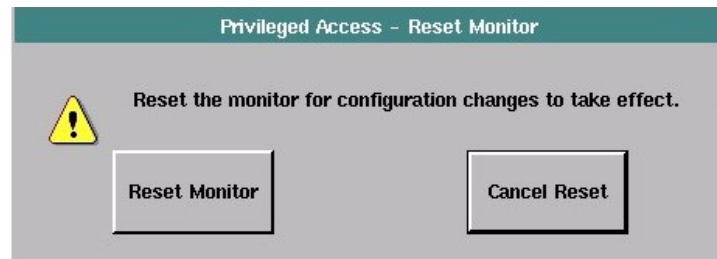 Privileged Access - Reset Monitor
Reset the monitor for configuration changes to take effect.
Reset Monitor
Cancel Reset